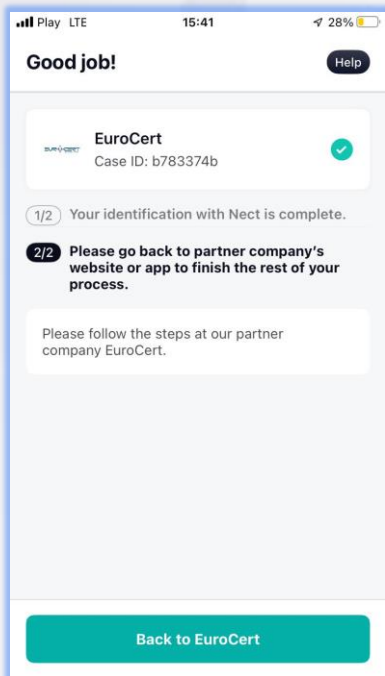 Play LTE 15:41 28%
Good job! Help
EUR CERT
EuroCert
Case ID: b783374b
1/2 Your identification with Nect is complete.
2/2 Please go back to partner company's
website or app to finish the rest of your
process.
Please follow the steps at our partner
company EuroCert.
Back to EuroCert